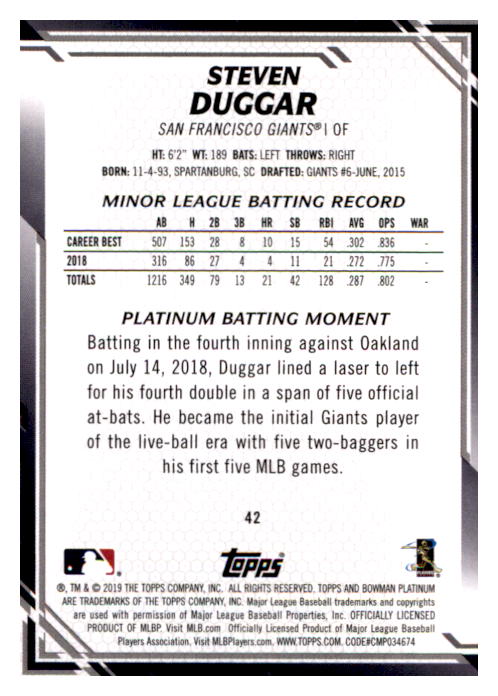 STEVEN
DUGGAR
SAN FRANCISCO GIANTS® | OF
HT: 6'2" WT: 189 BATS: LEFT THROWS: RIGHT
BORN: 11-4-93, SPARTANBURG, SC DRAFTED: GIANTS #6-JUNE, 2015
MINOR LEAGUE BATTING RECORD
AB H 2B 3B HR SB RBI AVG OPS WAR
CAREER BEST 507 153 28 8 10 15 54 .302 .836 -
2018 316 86 27 4 4 11 21 .272 .775 -
TOTALS 1216 349 79 13 21 42 128 .287 .802 -
PLATINUM BATTING MOMENT
Batting in the fourth inning against Oakland
on July 14, 2018, Duggar lined a laser to left
for his fourth double in a span of five official
at-bats. He became the initial Giants player
of the live-ball era with five two-baggers in
his first five MLB games.
42
TOPPS
®, TM & © 2019 THE TOPPS COMPANY, INC. ALL RIGHTS RESERVED. TOPPS AND BOWMAN PLATINUM
ARE TRADEMARKS OF THE TOPPS COMPANY, INC. Major League Baseball trademarks and copyrights
are used with permission of Major League Baseball Properties, Inc. OFFICIALLY LICENSED
PRODUCT OF MLBP. Visit MLB.com Officially Licensed Product of Major League Baseball
Players Association. Visit MLBPlayers.com. WWW.TOPPS.COM. CODE#CMP034674